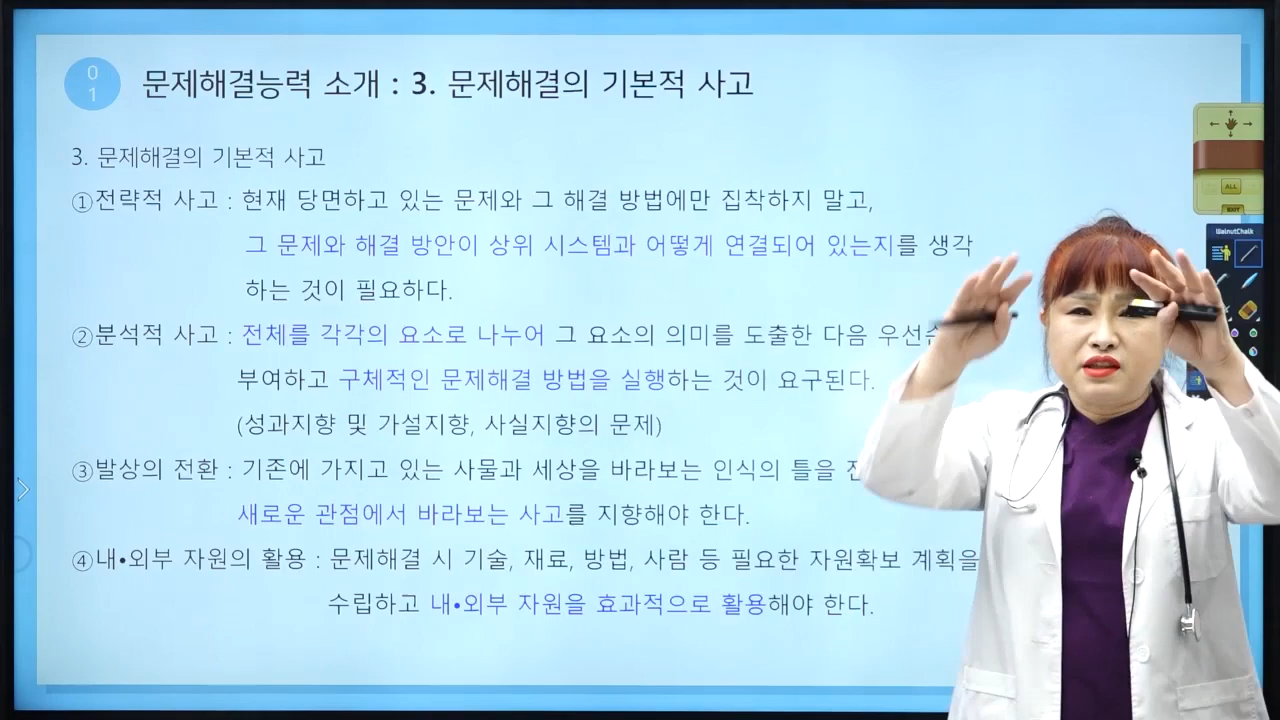 0
1
문제해결능력 소개 : 3. 문제해결의 기본적 사고
3. 문제해결의 기본적 사고
①전략적 사고 : 현재 당면하고 있는 문제와 그 해결 방법에만 집착하지 말고,
그 문제와 해결 방안이 상위 시스템과 어떻게 연결되어 있는지를 생각
하는 것이 필요하다.
②분석적 사고 : 전체를 각각의 요소로 나누어 그 요소의 의미를 도출한 다음
부여하고 구체적인 문제해결 방법을 실행하는 것이 요구된다.
(성과지향 및 가설지향, 사실지향의 문제)
③발상의 전환 : 기존에 가지고 있는 사물과 세상을 바라보는 인식의 틀을
새로운 관점에서 바라보는 사고를 지향해야 한다.
④내•외부 자원의 활용 : 문제해결 시 기술, 재료, 방법, 사람 등 필요한 자원확보 계획을
수립하고 내•외부 자원을 효과적으로 활용해야 한다.
ALL
EXIT
WalnutChalk